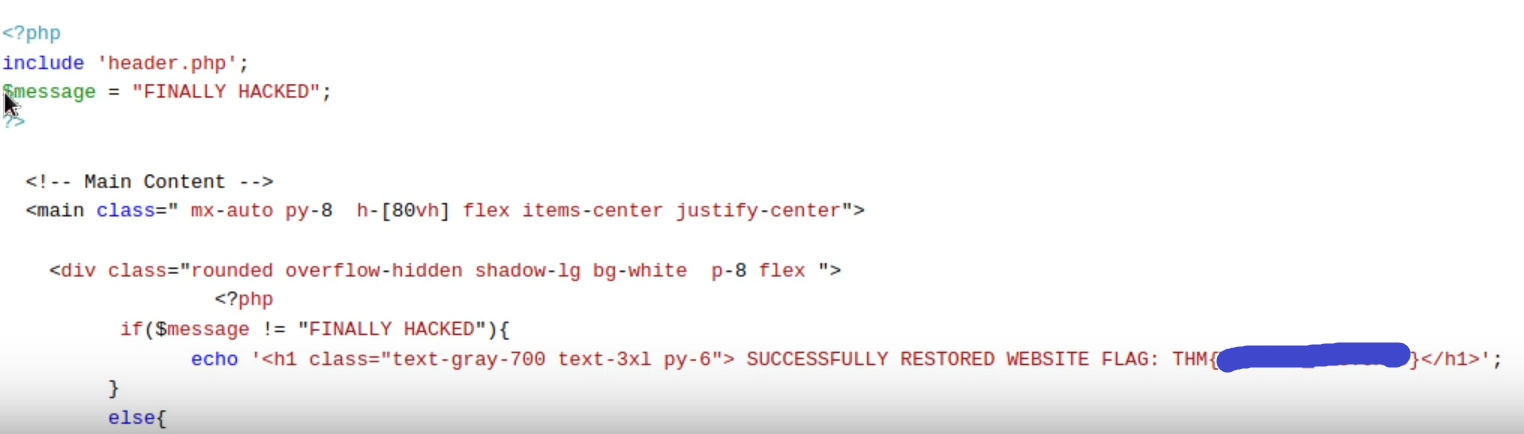 <?php
include 'header.php';
$message = "FINALLY HACKED";
?>
<!-- Main Content -->
<main class=" mx-auto py-8  h-[80vh] flex items-center justify-center">
<div class="rounded overflow-hidden shadow-lg bg-white  p-8 flex ">
<?php
if($message != "FINALLY HACKED"){
echo '<h1 class="text-gray-700 text-3xl py-6"> SUCCESSFULLY RESTORED WEBSITE FLAG: THM{ }</h1>';
}
else{